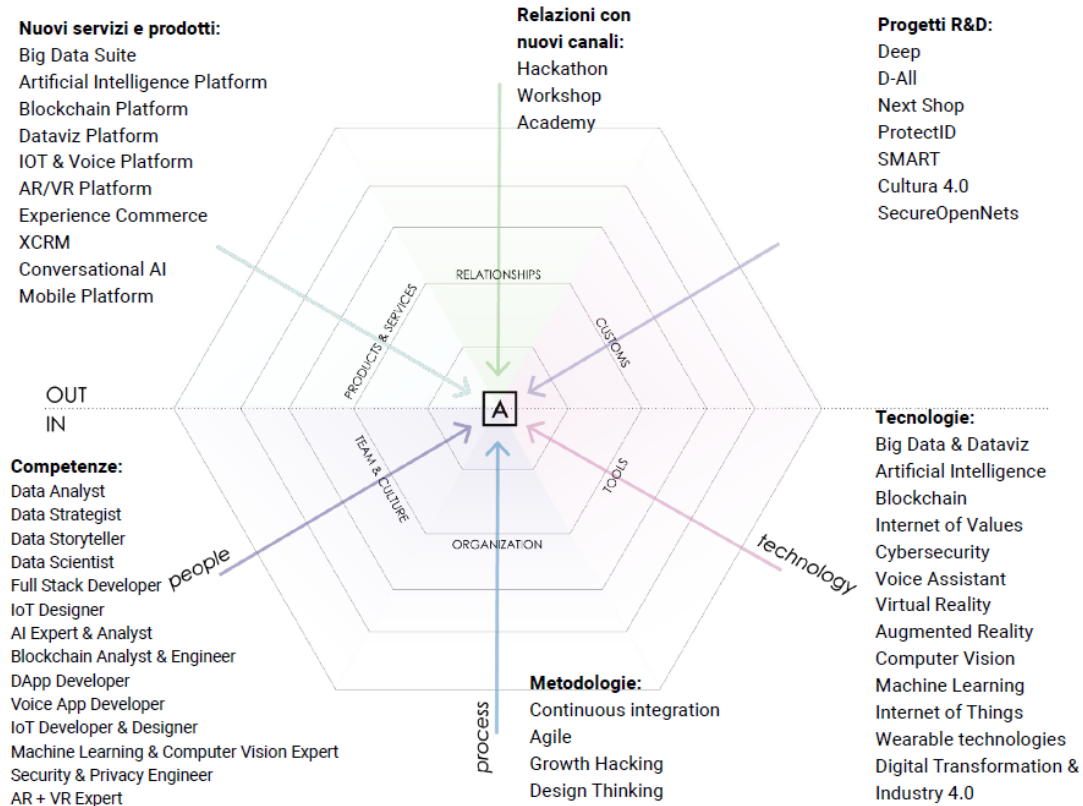 Nuovi servizi e prodotti:
Big Data Suite
Artificial Intelligence Platform
Blockchain Platform
Dataviz Platform
IOT & Voice Platform
AR/VR Platform
Experience Commerce
XCRM
Conversational AI
Mobile Platform
Relazioni con
nuovi canali:
Hackathon
Workshop
Academy
Progetti R&D:
Deep
D-All
Next Shop
ProtectID
SMART
Cultura 4.0
SecureOpenNets
RELATIONSHIPS
PRODUCTS & SERVICES
CUSTOMS
OUT
IN
A
TEAM & CULTURE
TOOLS
ORGANIZATION
people
process
technology
Competenze:
Data Analyst
Data Strategist
Data Storyteller
Data Scientist
Full Stack Developer
IoT Designer
AI Expert & Analyst
Blockchain Analyst & Engineer
DApp Developer
Voice App Developer
IoT Developer & Designer
Machine Learning & Computer Vision Expert
Security & Privacy Engineer
AR + VR Expert
Metodologie:
Continuous integration
Agile
Growth Hacking
Design Thinking
Tecnologie:
Big Data & Dataviz
Artificial Intelligence
Blockchain
Internet of Values
Cybersecurity
Voice Assistant
Virtual Reality
Augmented Reality
Computer Vision
Machine Learning
Internet of Things
Wearable technologies
Digital Transformation &
Industry 4.0